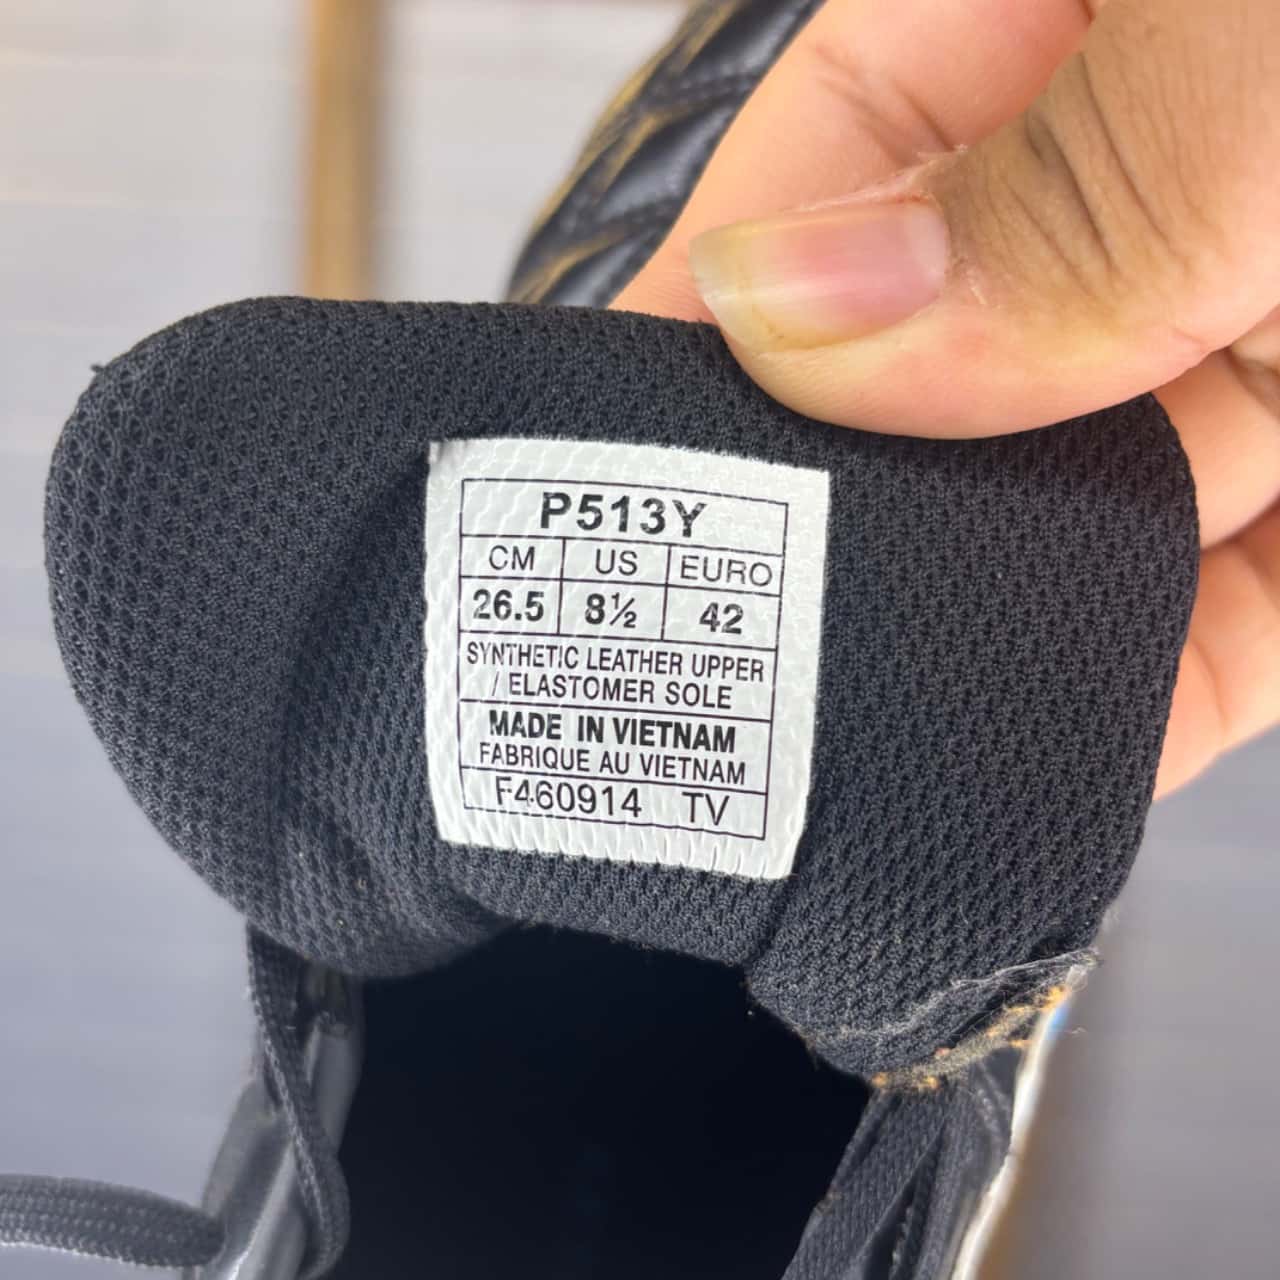 P513Y
CM US EURO
26.5 8½ 42
SYNTHETIC LEATHER UPPER
/ ELASTOMER SOLE
MADE IN VIETNAM
FABRIQUE AU VIETNAM
F460914 TV